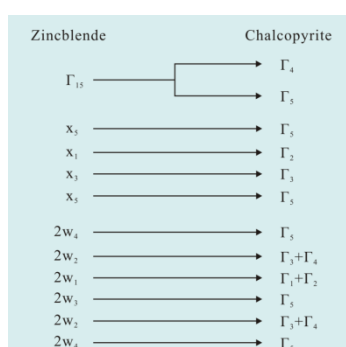 Zincblende Chalcopyrite
Γ₁₅ Γ₄
Γ₅
x₅ Γ₅
x₁ Γ₂
x₃ Γ₃
x₅ Γ₅
2w₄ Γ₅
2w₂ Γ₃+Γ₄
2w₁ Γ₁+Γ₂
2w₃ Γ₅
2w₂ Γ₃+Γ₄
2w₄